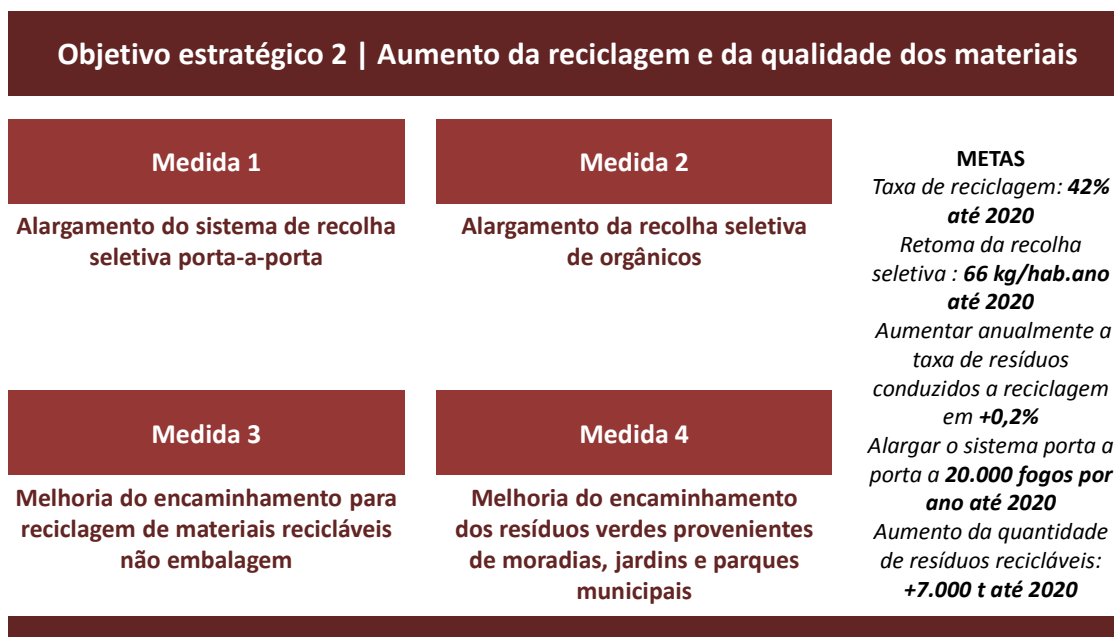 Objetivo estratégico 2 | Aumento da reciclagem e da qualidade dos materiais
Medida 1
Alargamento do sistema de recolha
seletiva porta-a-porta
Medida 2
Alargamento da recolha seletiva
de orgânicos
Medida 3
Melhoria do encaminhamento para
reciclagem de materiais recicláveis
não embalagem
Medida 4
Melhoria do encaminhamento
dos resíduos verdes provenientes
de moradias, jardins e parques
municipais
METAS
Taxa de reciclagem: 42%
até 2020
Retoma da recolha
seletiva : 66 kg/hab.ano
até 2020
Aumentar anualmente a
taxa de resíduos
conduzidos a reciclagem
em +0,2%
Alargar o sistema porta a
porta a 20.000 fogos por
ano até 2020
Aumento da quantidade
de resíduos recicláveis:
+7.000 t até 2020